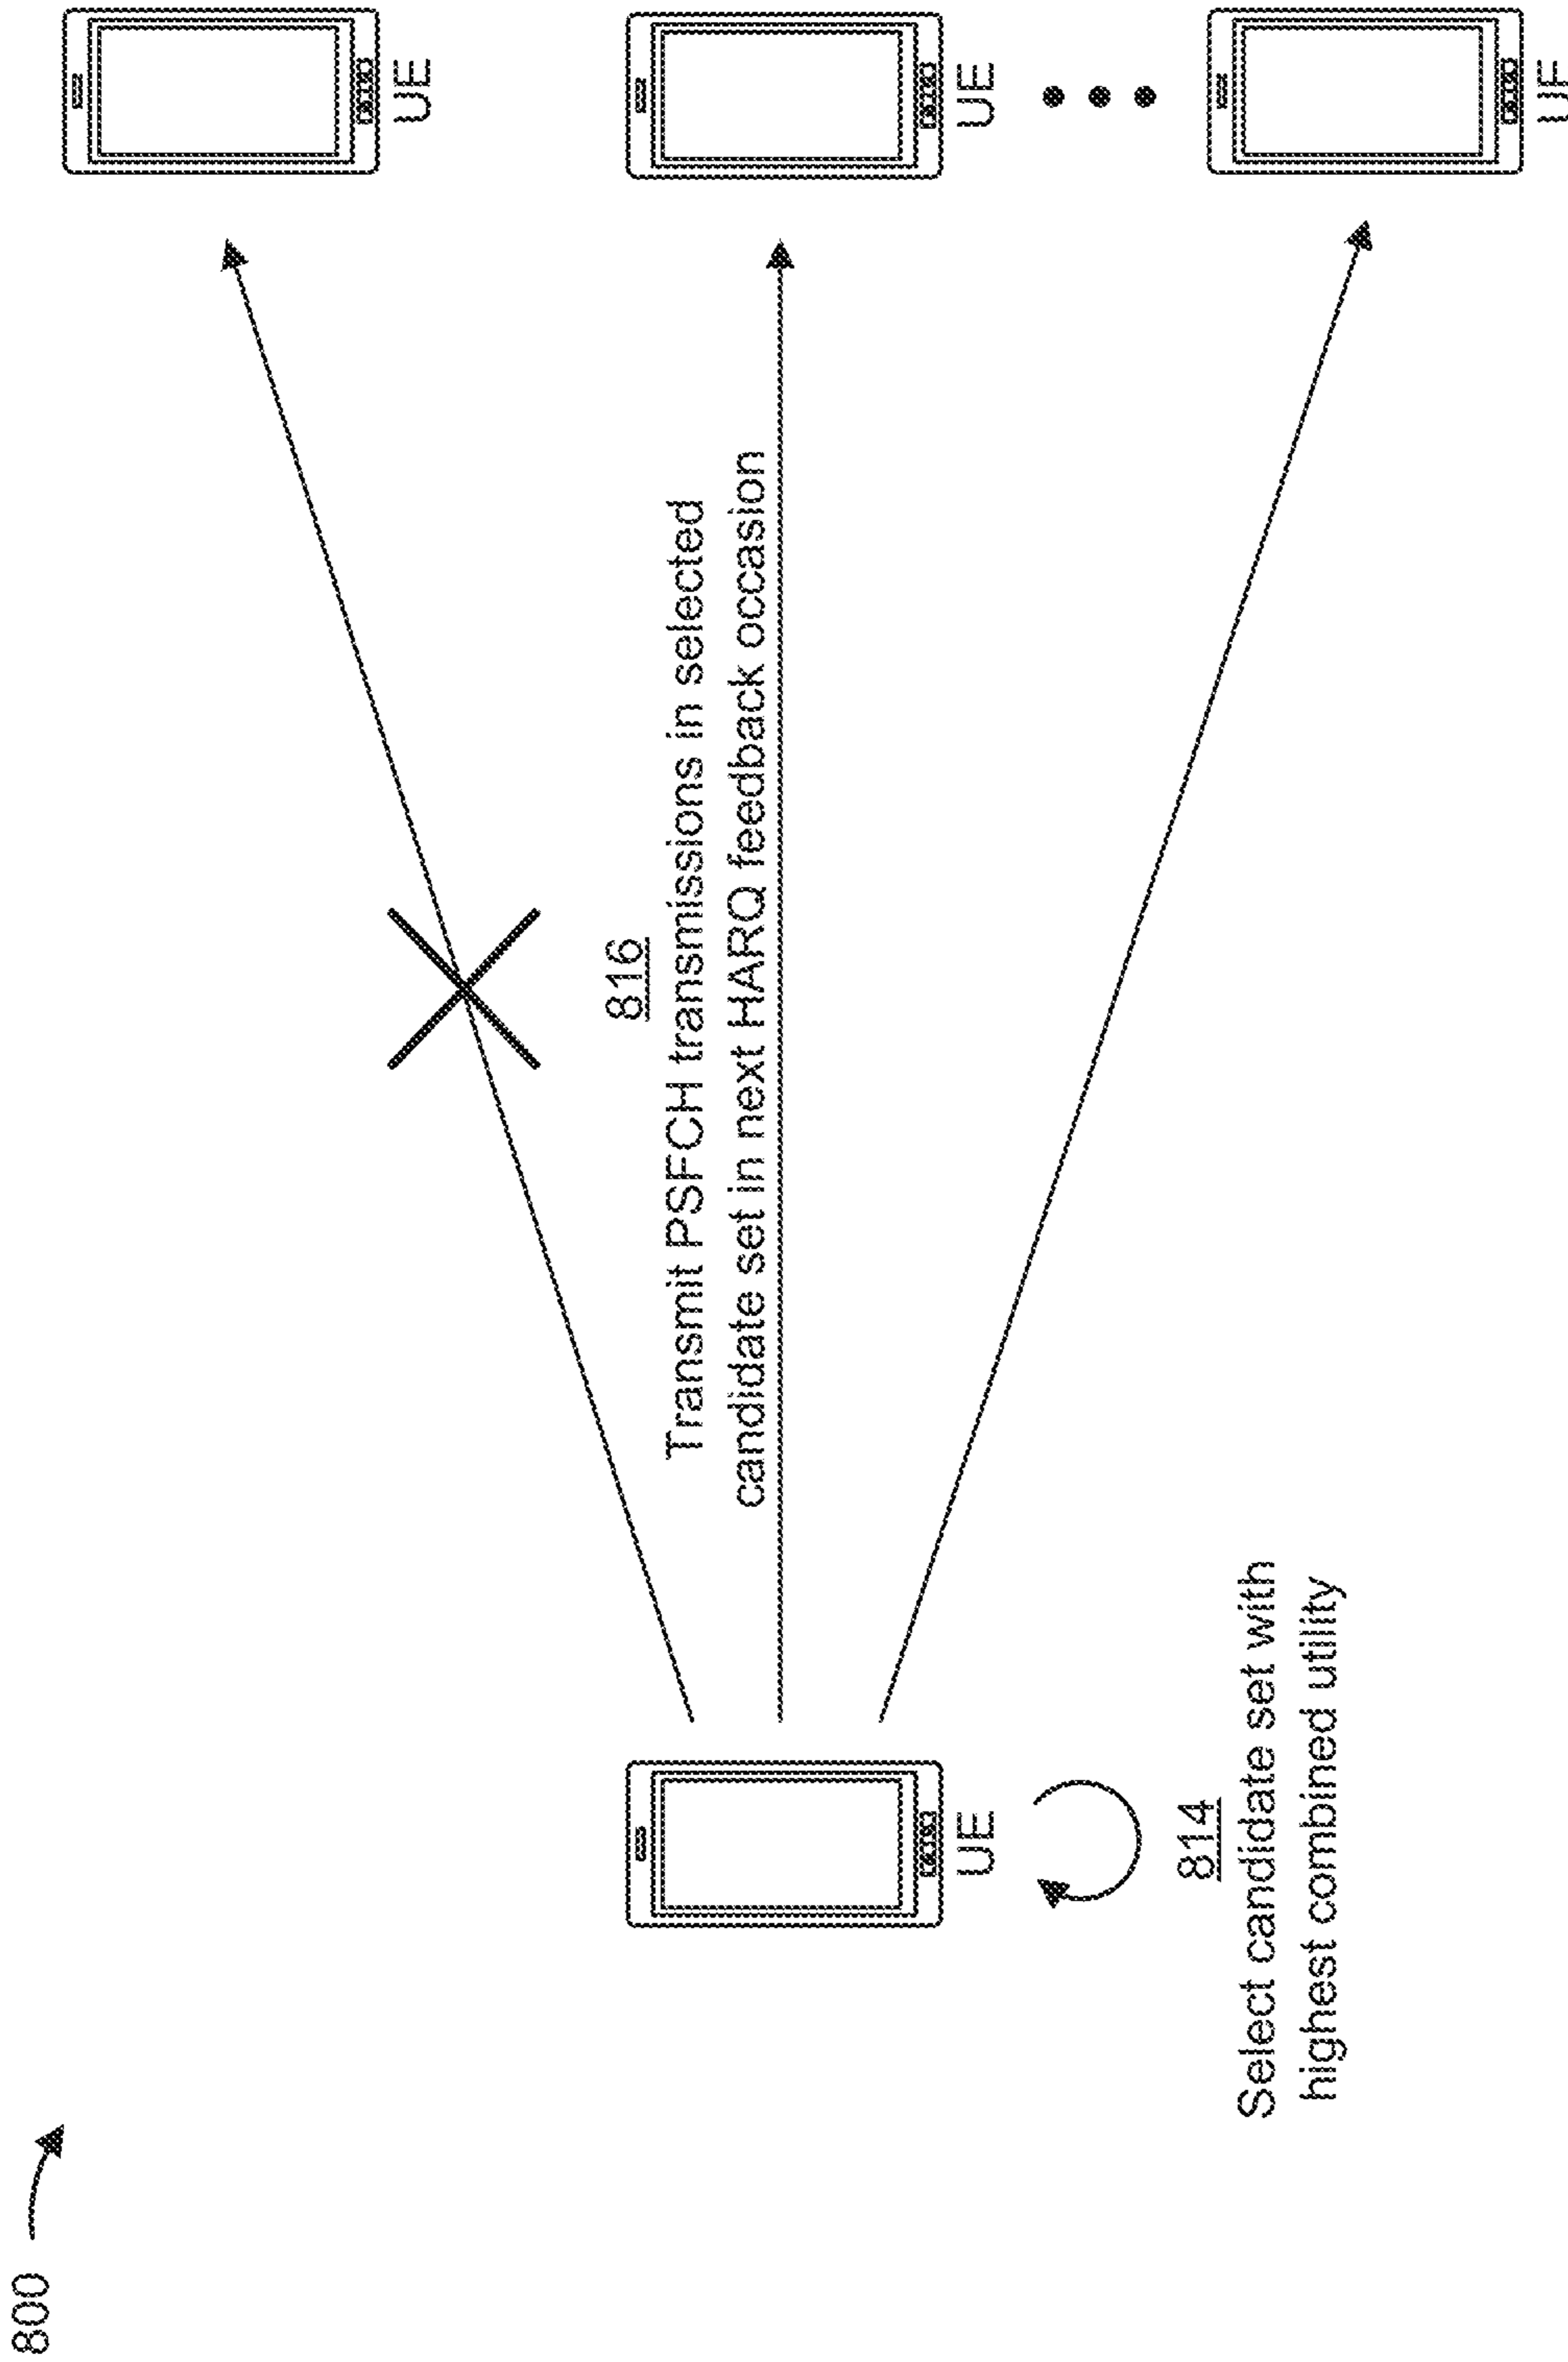 800
UE
816
Transmit PSFCH transmissions in selected
candidate set in next HARQ feedback occasion
UE
UE
814
Select candidate set with
highest combined utility
UE